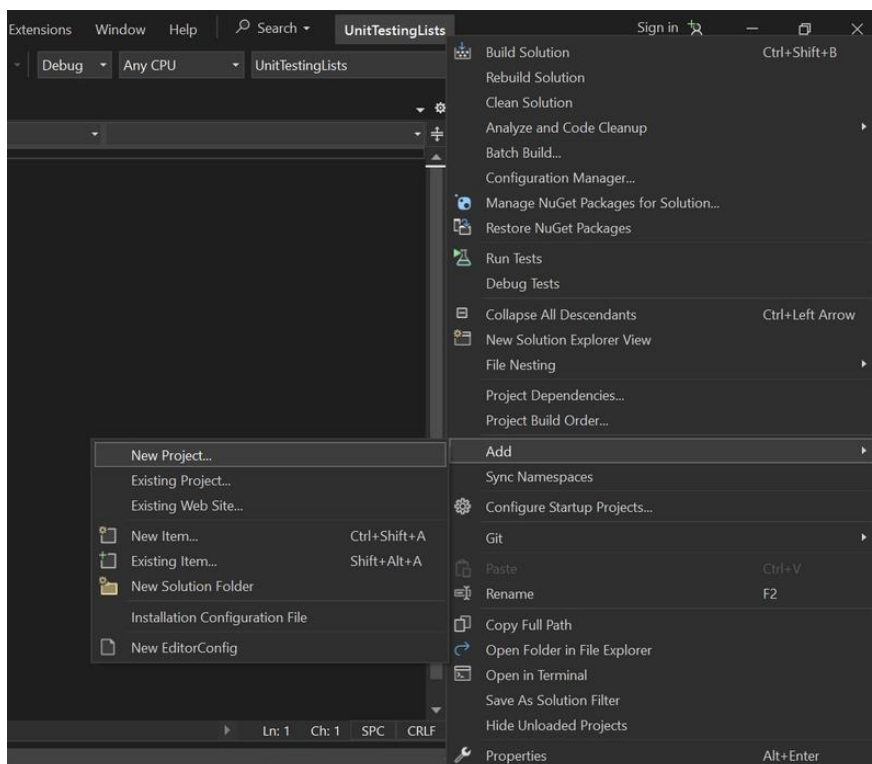 Extensions Window Help Search UnitTestingLists Sign in
Debug Any CPU UnitTestingLists
Build Solution Ctrl+Shift+B
Rebuild Solution
Clean Solution
Analyze and Code Cleanup
Batch Build...
Configuration Manager...
Manage NuGet Packages for Solution...
Restore NuGet Packages
Run Tests
Debug Tests
Collapse All Descendants Ctrl+Left Arrow
New Solution Explorer View
File Nesting
Project Dependencies...
Project Build Order...
Add
Sync Namespaces
Configure Startup Projects...
Git
Paste Ctrl+V
Rename F2
Copy Full Path
Open Folder in File Explorer
Open in Terminal
Save As Solution Filter
Hide Unloaded Projects
Properties Alt+Enter
New Project...
Existing Project...
Existing Web Site...
New Item... Ctrl+Shift+A
Existing Item... Shift+Alt+A
New Solution Folder
Installation Configuration File
New EditorConfig
Ln: 1 Ch: 1 SPC CRLF